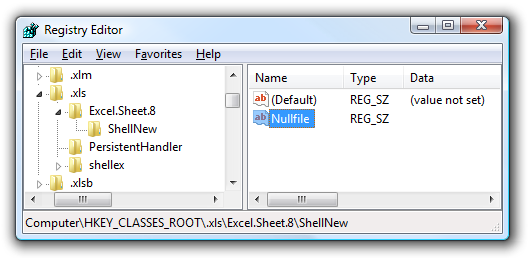 Registry Editor
File Edit View Favorites Help
.xlm
.xls
Excel.Sheet.8
ShellNew
PersistentHandler
shellex
.xlsb
Name Type Data
ab (Default) REG_SZ (value not set)
ab Nullfile REG_SZ
Computer\HKEY_CLASSES_ROOT\.xls\Excel.Sheet.8\ShellNew